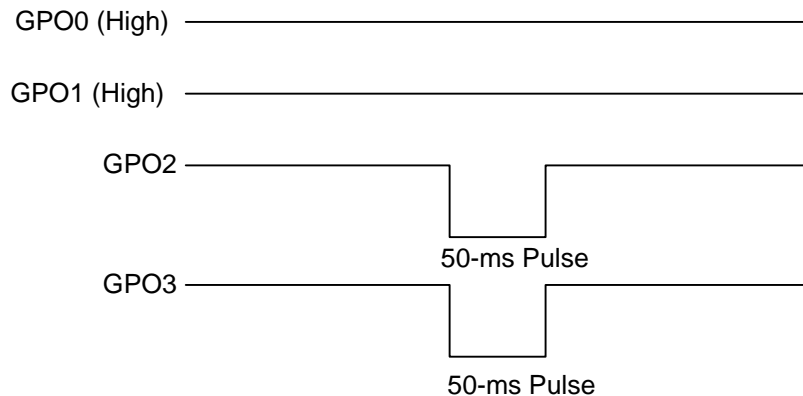 GPO0 (High)
GPO1 (High)
GPO2
50-ms Pulse
GPO3
50-ms Pulse